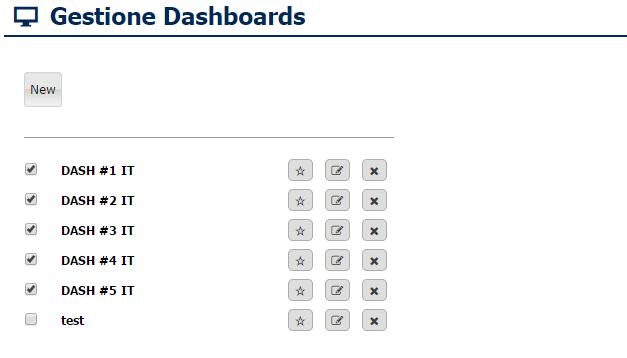 Gestione Dashboards
New
DASH #1 IT
DASH #2 IT
DASH #3 IT
DASH #4 IT
DASH #5 IT
test